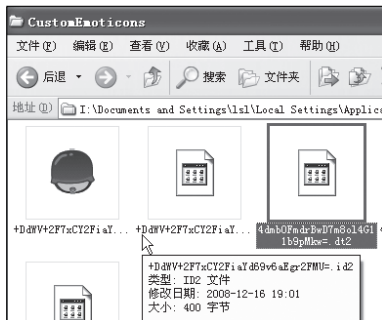 CustomEmoticons
文件(F) 编辑(E) 查看(V) 收藏(A) 工具(T) 帮助(H)
后退 搜索 文件夹
地址(D) I:\Documents and Settings\lsl\Local Settings\Applic
+DdWV+2F7xCY2FiaY... +DdWV+2F7xCY2FiaY... 4dmbOFmdrBwD7m8ol4G1
1b9pMkw=.dt2
+DdWV+2F7xCY2FiaYd69v6aEgr2FMU=.id2
类型: ID2 文件
修改日期: 2008-12-16 19:01
大小: 400 字节